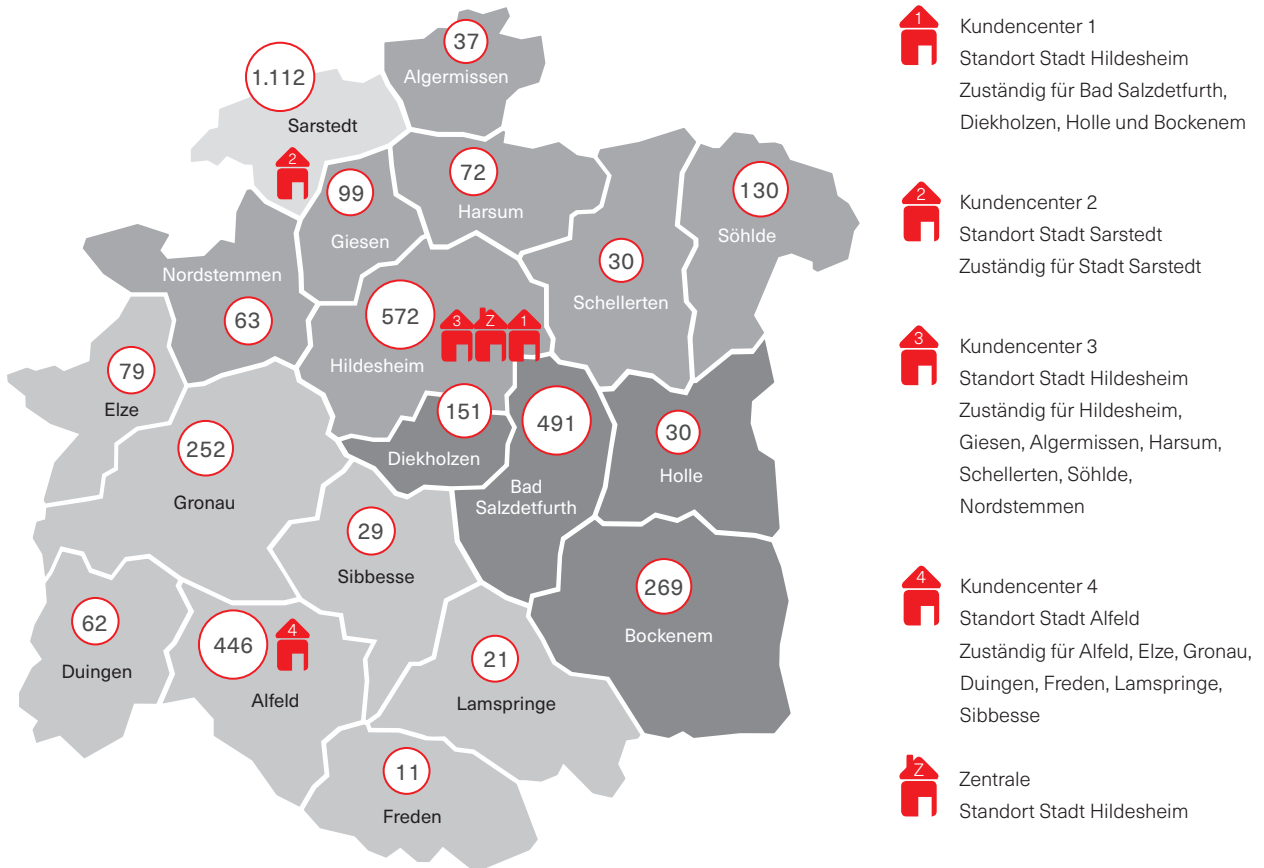 37
Algermissen
1.112
Sarstedt
2
72
Harsum
99
Giesen
130
Söhlde
30
Schellerten
Nordstemmen
63
572
Hildesheim
3 Z 1
79
Elze
151
Diekholzen
491
Bad
Salzdetfurth
30
Holle
252
Gronau
29
Sibbesse
269
Bockenem
62
Duingen
446
Alfeld
4
21
Lamspringe
11
Freden
1
Kundencenter 1
Standort Stadt Hildesheim
Zuständig für Bad Salzdetfurth,
Diekholzen, Holle und Bockenem
2
Kundencenter 2
Standort Stadt Sarstedt
Zuständig für Stadt Sarstedt
3
Kundencenter 3
Standort Stadt Hildesheim
Zuständig für Hildesheim,
Giesen, Algermissen, Harsum,
Schellerten, Söhlde,
Nordstemmen
4
Kundencenter 4
Standort Stadt Alfeld
Zuständig für Alfeld, Elze, Gronau,
Duingen, Freden, Lamspringe,
Sibbesse
Z
Zentrale
Standort Stadt Hildesheim